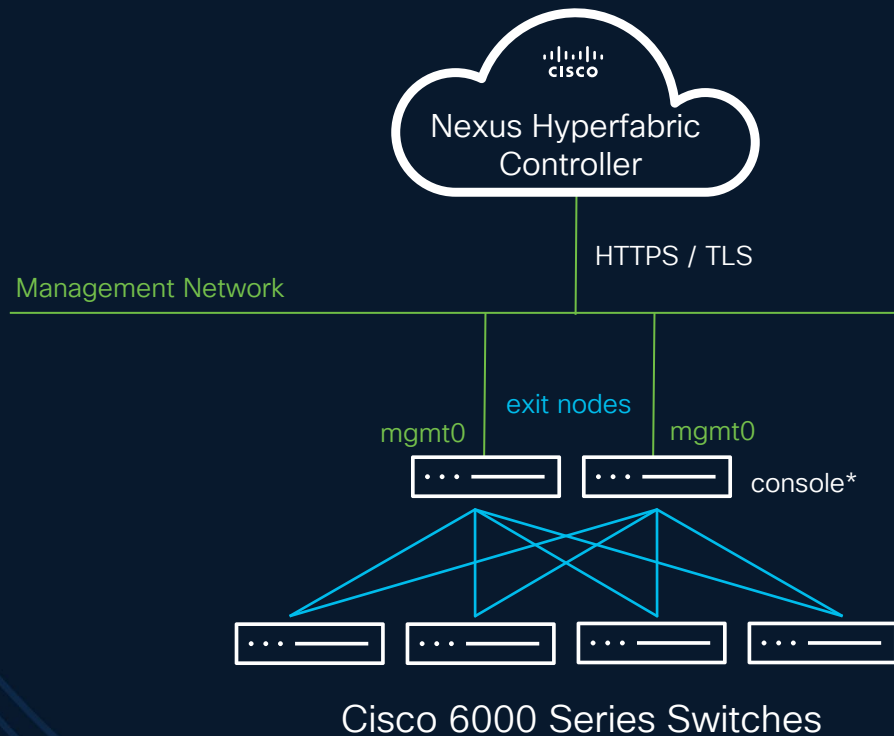 cisco
Nexus Hyperfabric
Controller
HTTPS / TLS
Management Network
exit nodes
mgmt0
mgmt0
console*
Cisco 6000 Series Switches